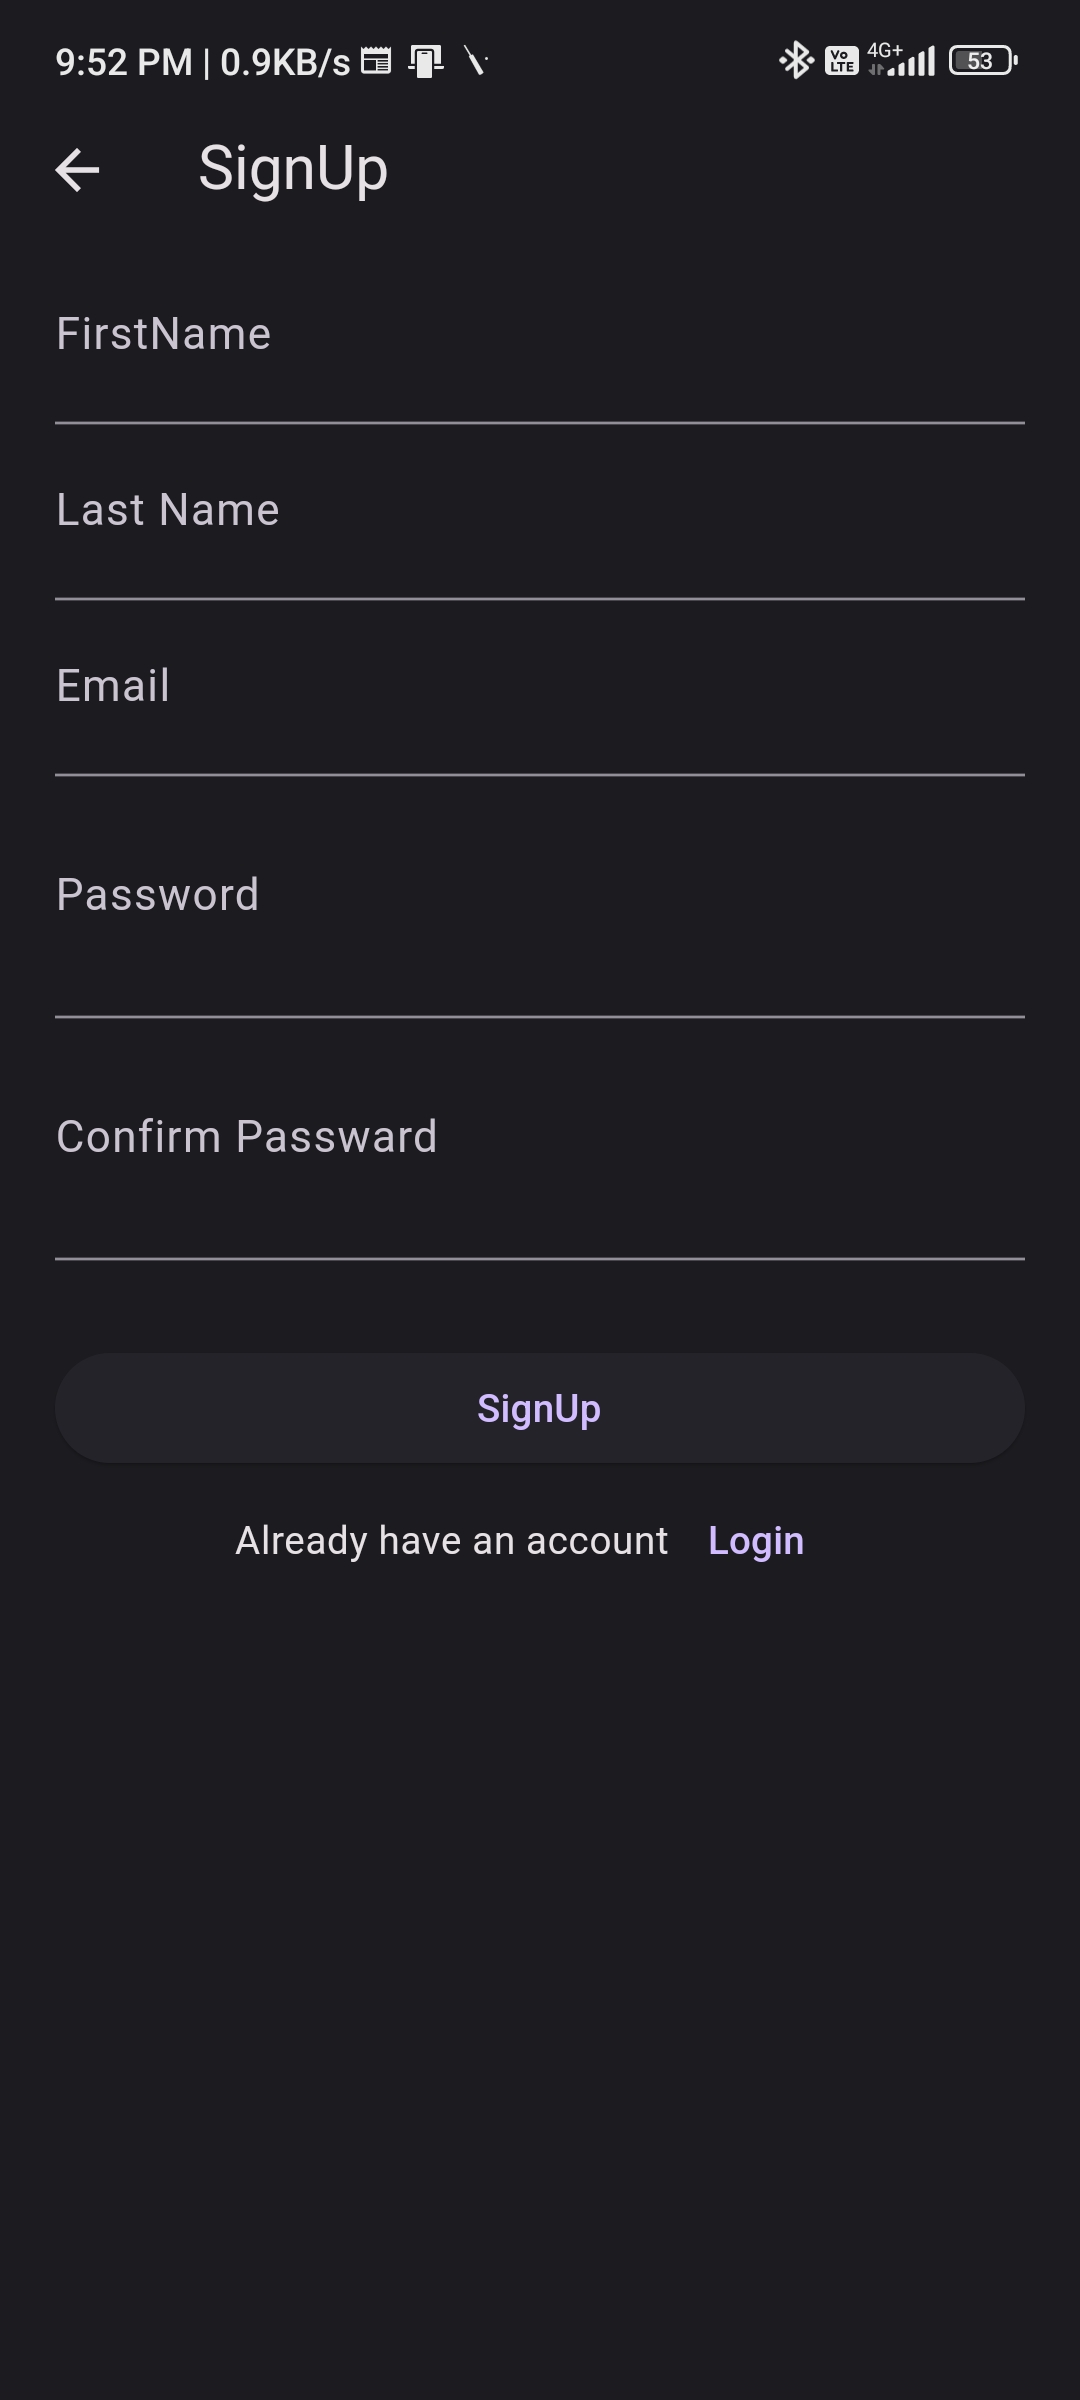 9:52 PM | 0.9KB/s Vo LTE 4G+ 53
SignUp
FirstName
Last Name
Email
Password
Confirm Passward
SignUp
Already have an account Login